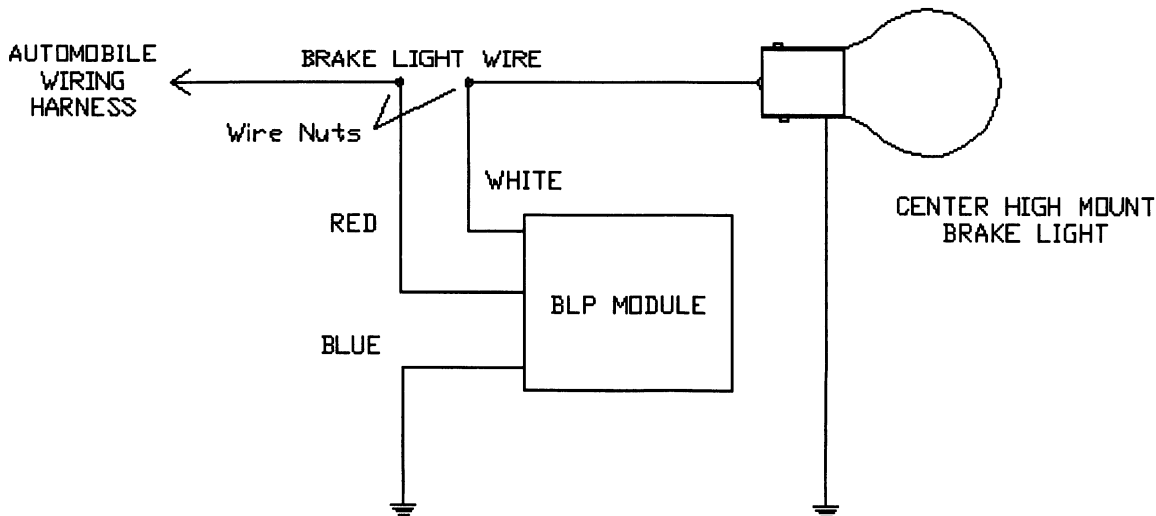 AUTOMOBILE
WIRING
HARNESS
BRAKE LIGHT WIRE
Wire Nuts
WHITE
RED
BLP MODULE
BLUE
CENTER HIGH MOUNT
BRAKE LIGHT